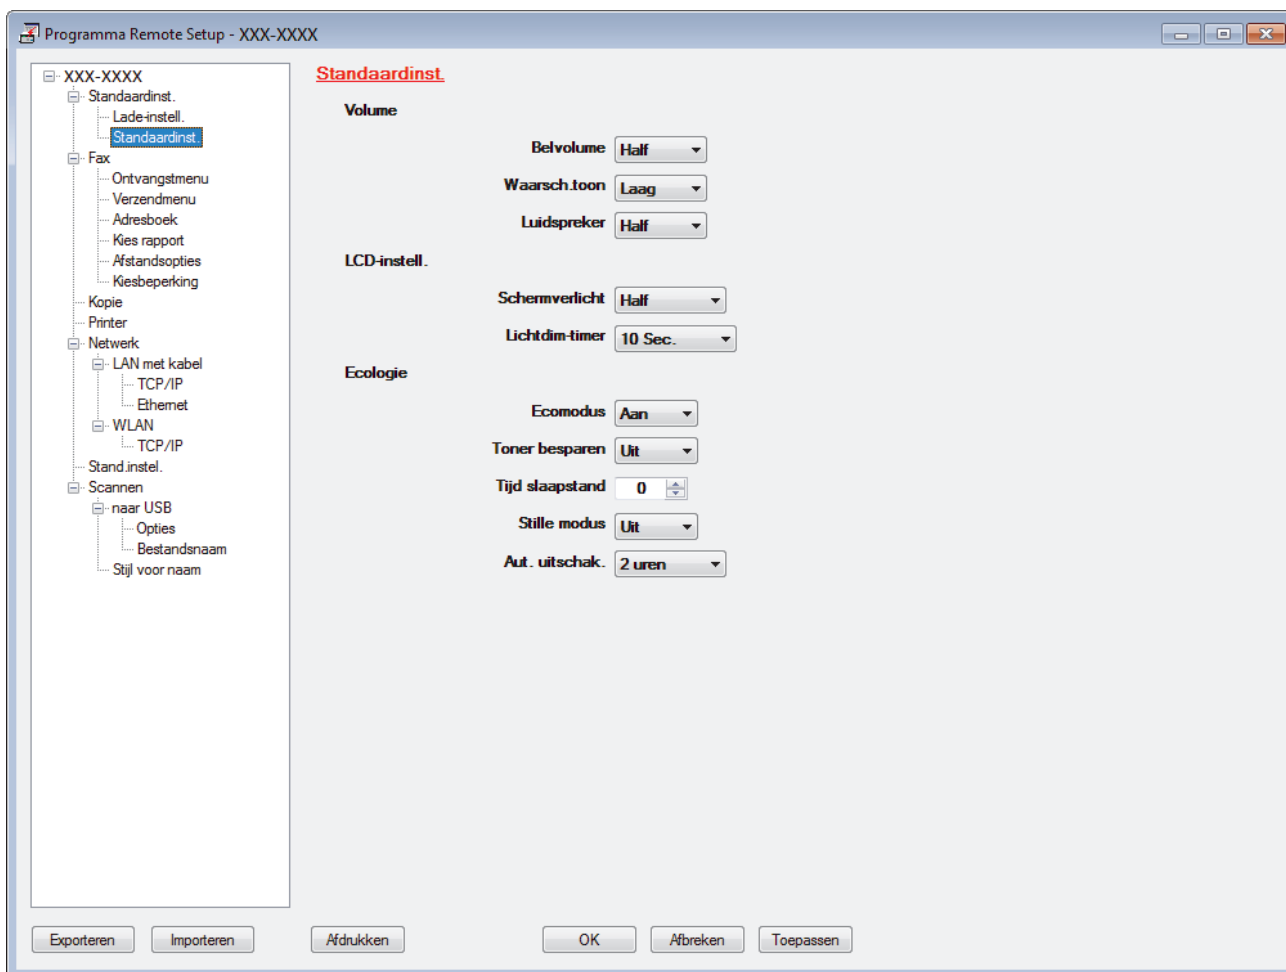 Programma Remote Setup - XXX-XXXX
XXX-XXXX
Standaardinst.
Lade-instell.
Standaardinst.
Fax
Ontvangstmenu
Verzendmenu
Adresboek
Kies rapport
Afstandsopties
Kiesbeperking
Kopie
Printer
Netwerk
LAN met kabel
TCP/IP
Ethernet
WLAN
TCP/IP
Stand.instel.
Scannen
naar USB
Opties
Bestandsnaam
Stijl voor naam
Standaardinst.
Volume
Belvolume Half
Waarsch.toon Laag
Luidspreker Half
LCD-instell.
Schermverlicht Half
Lichtdim-timer 10 Sec.
Ecologie
Ecomodus Aan
Toner besparen Uit
Tijd slaapstand 0
Stille modus Uit
Aut. uitschak. 2 uren
Exporteren Importeren Afdrukken OK Afbreken Toepassen